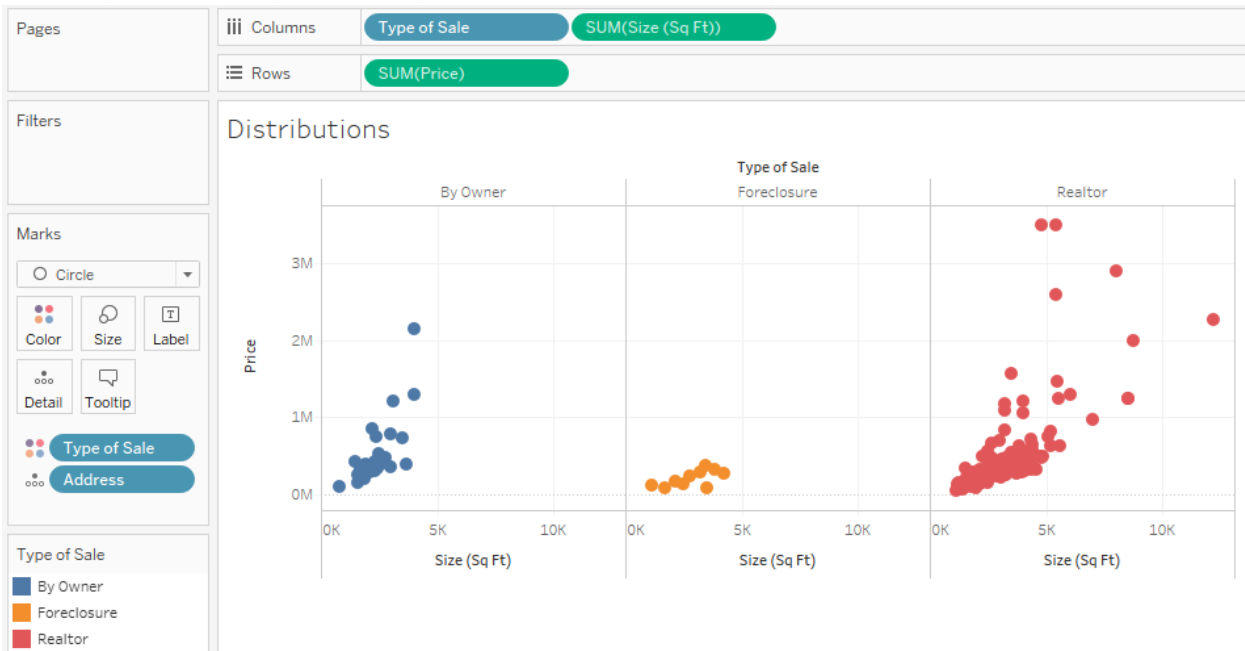 Pages
Columns
Type of Sale
SUM(Size (Sq Ft))
Rows
SUM(Price)
Filters
Marks
Circle
Color
Size
T
Label
Detail
Tooltip
Type of Sale
Address
Type of Sale
By Owner
Foreclosure
Realtor
Distributions
Type of Sale
By Owner
Foreclosure
Realtor
Price
3M
2M
1M
0M
0K
5K
10K
0K
5K
10K
0K
5K
10K
Size (Sq Ft)
Size (Sq Ft)
Size (Sq Ft)